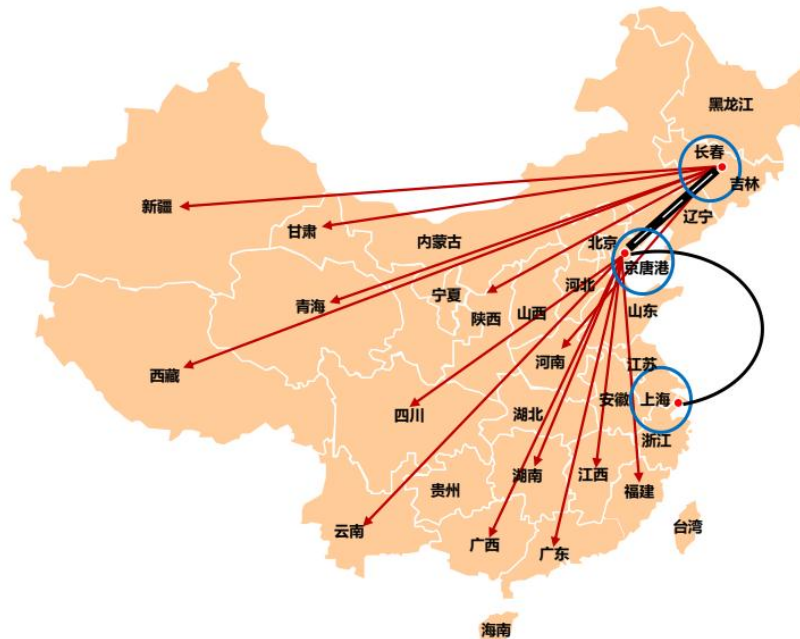 黑龙江
长春
吉林
新疆
辽宁
甘肃
内蒙古
北京
京唐港
河北
宁夏
青海
陕西
山西
山东
河南
江苏
西藏
四川
湖北
安徽
上海
浙江
湖南
江西
福建
贵州
云南
广西
广东
台湾
海南